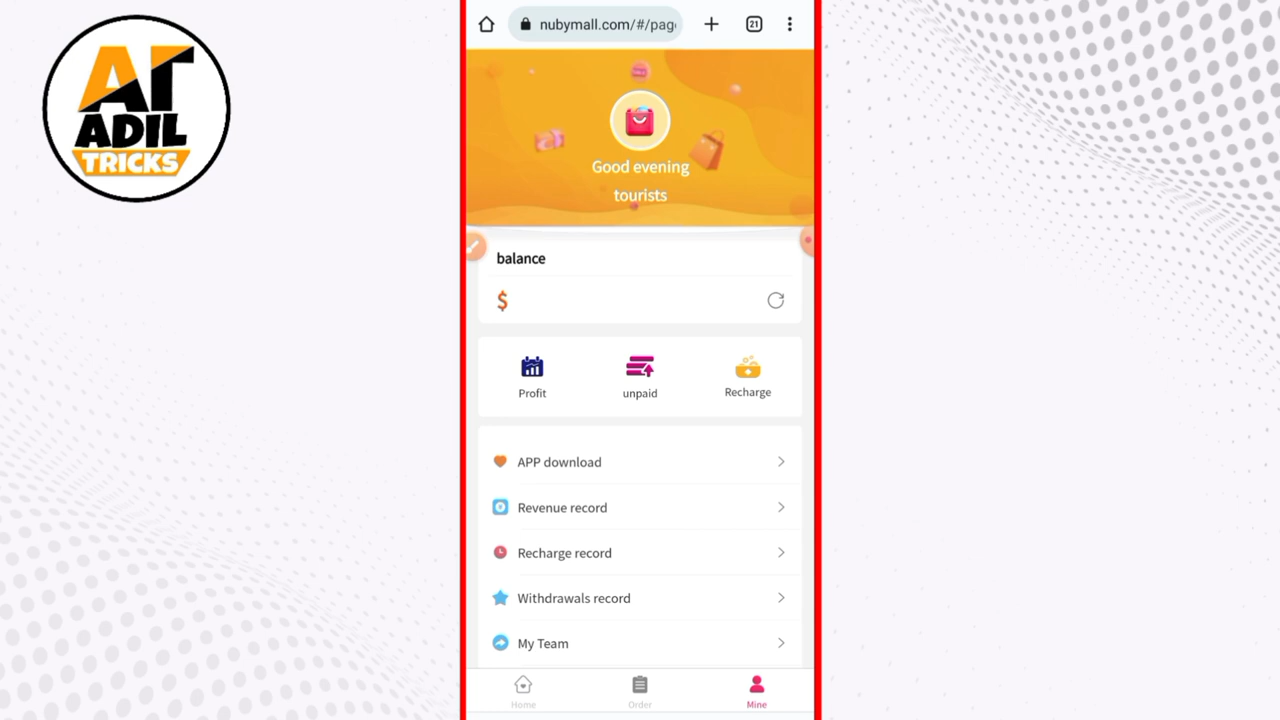 AT
ADIL
TRICKS
nubymall.com/#/pag
21
Good evening
tourists
balance
$
Profit
unpaid
Recharge
APP download
Revenue record
Recharge record
Withdrawals record
My Team
Home
Order
Mine